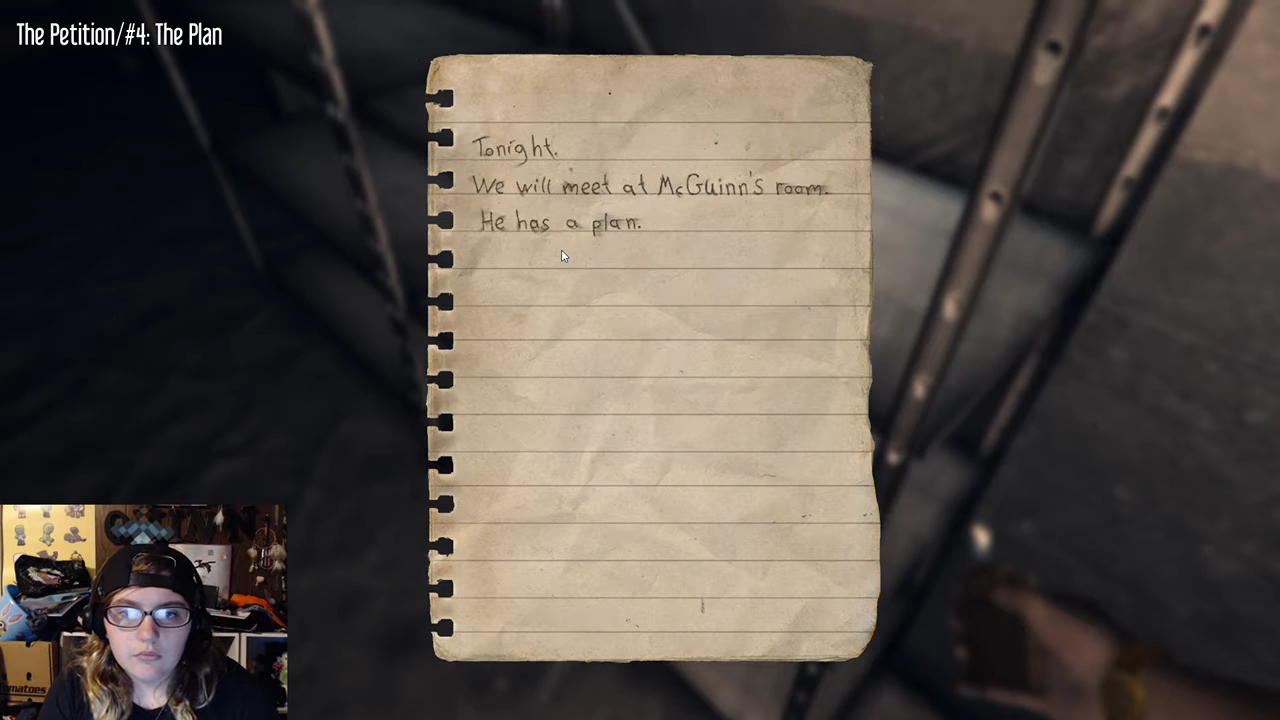 The Petition/#4: The Plan
Tonight.
We will meet at McGuinn's room.
He has a plan.